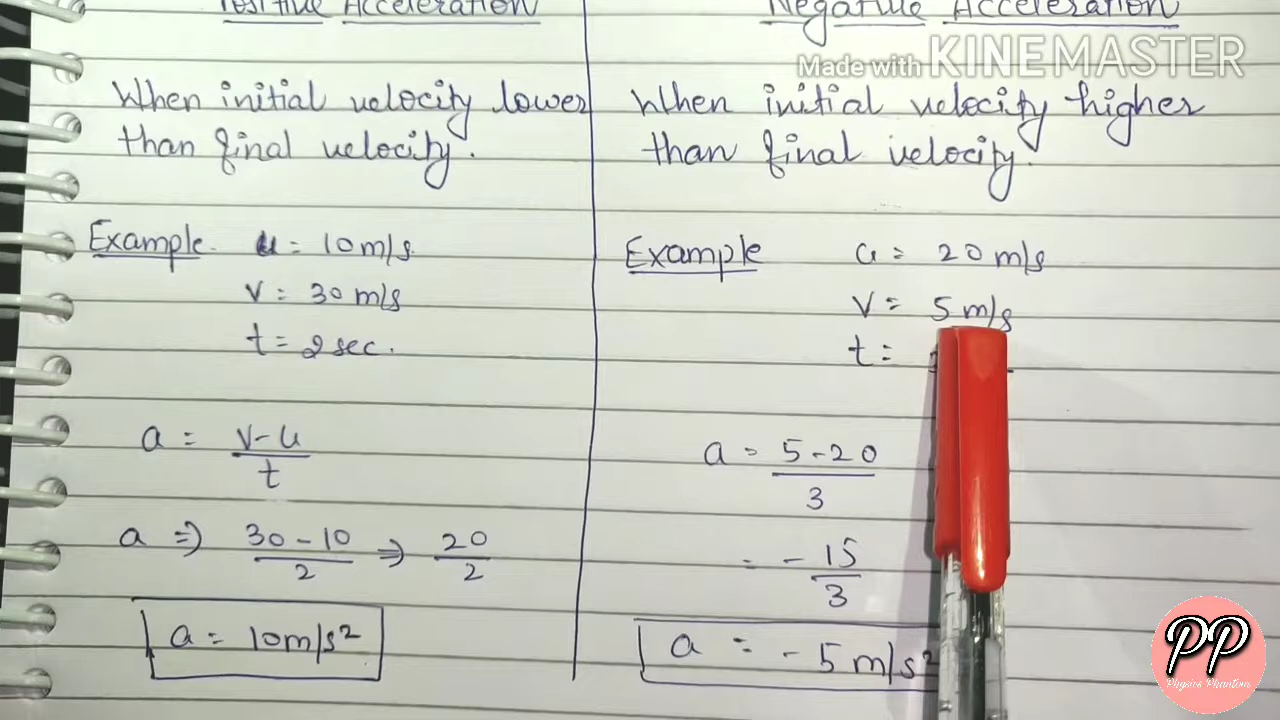 Positive Acceleration
When initial velocity lower
than final velocity.
Example. u = 10 m/s.
v = 30 m/s
t = 2 sec.
a = v-u
t
a ⇒ 30 - 10 ⇒ 20
2 2
a = 10 m/s²
Negative Acceleration
When initial velocity higher
than final velocity.
Example u = 20 m/s
v = 5 m/s
t =
a = 5 - 20
3
= - 15
3
a = - 5 m/s²
Made with KINEMASTER
PP
Physics Phantom